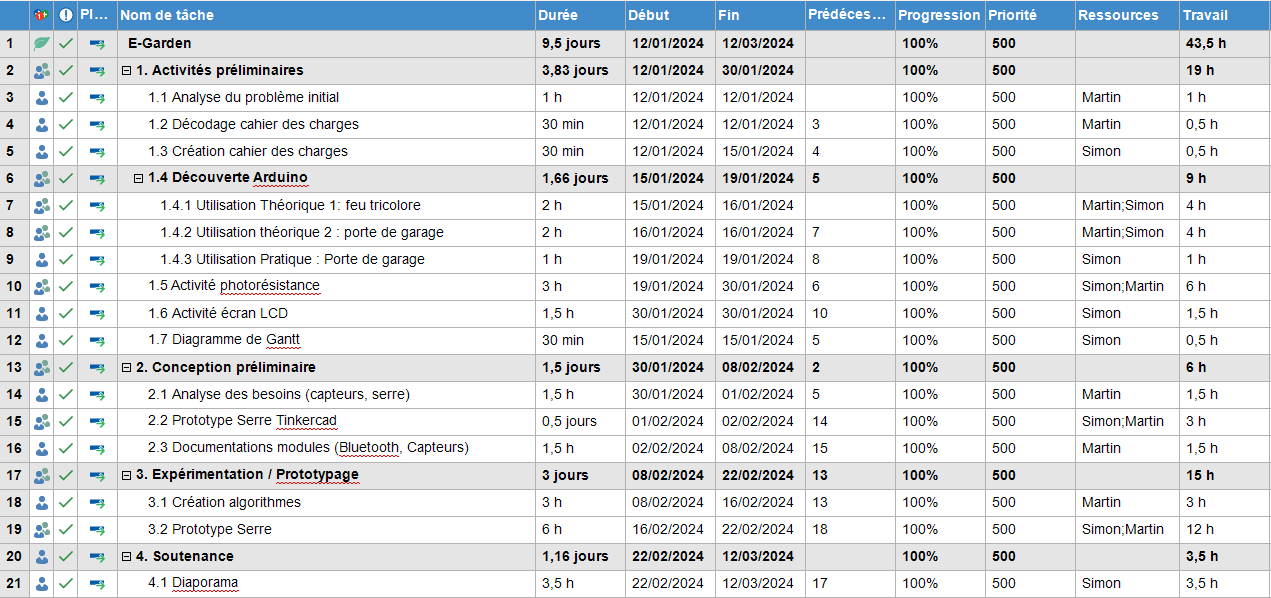 Pl... Nom de tâche Durée Début Fin Prédéces... Progression Priorité Ressources Travail
1 E-Garden 9,5 jours 12/01/2024 12/03/2024 100% 500 43,5 h
2 1. Activités préliminaires 3,83 jours 12/01/2024 30/01/2024 100% 500 19 h
3 1.1 Analyse du problème initial 1 h 12/01/2024 12/01/2024 100% 500 Martin 1 h
4 1.2 Décodage cahier des charges 30 min 12/01/2024 12/01/2024 3 100% 500 Martin 0,5 h
5 1.3 Création cahier des charges 30 min 12/01/2024 15/01/2024 4 100% 500 Simon 0,5 h
6 1.4 Découverte Arduino 1,66 jours 15/01/2024 19/01/2024 5 100% 500 9 h
7 1.4.1 Utilisation Théorique 1: feu tricolore 2 h 15/01/2024 16/01/2024 100% 500 Martin;Simon 4 h
8 1.4.2 Utilisation théorique 2 : porte de garage 2 h 16/01/2024 16/01/2024 7 100% 500 Martin;Simon 4 h
9 1.4.3 Utilisation Pratique : Porte de garage 1 h 19/01/2024 19/01/2024 8 100% 500 Simon 1 h
10 1.5 Activité photorésistance 3 h 19/01/2024 30/01/2024 6 100% 500 Simon;Martin 6 h
11 1.6 Activité écran LCD 1,5 h 30/01/2024 30/01/2024 10 100% 500 Simon 1,5 h
12 1.7 Diagramme de Gantt 30 min 15/01/2024 15/01/2024 5 100% 500 Simon 0,5 h
13 2. Conception préliminaire 1,5 jours 30/01/2024 08/02/2024 2 100% 500 6 h
14 2.1 Analyse des besoins (capteurs, serre) 1,5 h 30/01/2024 01/02/2024 5 100% 500 Martin 1,5 h
15 2.2 Prototype Serre Tinkercad 0,5 jours 01/02/2024 02/02/2024 14 100% 500 Simon;Martin 3 h
16 2.3 Documentations modules (Bluetooth, Capteurs) 1,5 h 02/02/2024 08/02/2024 15 100% 500 Martin 1,5 h
17 3. Expérimentation / Prototypage 3 jours 08/02/2024 22/02/2024 13 100% 500 15 h
18 3.1 Création algorithmes 3 h 08/02/2024 16/02/2024 13 100% 500 Martin 3 h
19 3.2 Prototype Serre 6 h 16/02/2024 22/02/2024 18 100% 500 Simon;Martin 12 h
20 4. Soutenance 1,16 jours 22/02/2024 12/03/2024 100% 500 3,5 h
21 4.1 Diaporama 3,5 h 22/02/2024 12/03/2024 17 100% 500 Simon 3,5 h